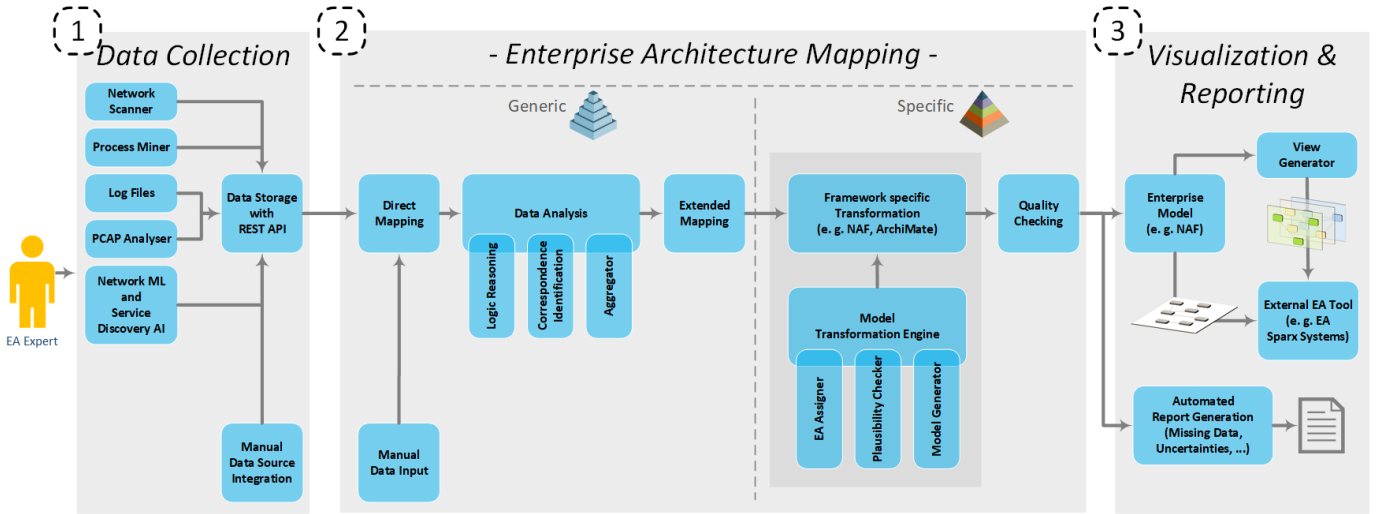 1
Data Collection
Network
Scanner
Process Miner
Log Files
PCAP Analyser
Network ML
and
Service
Discovery AI
EA Expert
Data Storage
with
REST API
Manual
Data Source
Integration
2
- Enterprise Architecture Mapping -
Generic
Specific
Direct
Mapping
Data Analysis
Logic Reasoning
Correspondence
Identification
Aggregator
Extended
Mapping
Manual
Data Input
Framework specific
Transformation
(e. g. NAF, ArchiMate)
Model
Transformation Engine
EA Assigner
Plausibility Checker
Model Generator
Quality
Checking
3
Visualization &
Reporting
Enterprise
Model
(e. g. NAF)
View
Generator
External EA Tool
(e. g. EA
Sparx Systems)
Automated
Report Generation
(Missing Data,
Uncertainties, ...)